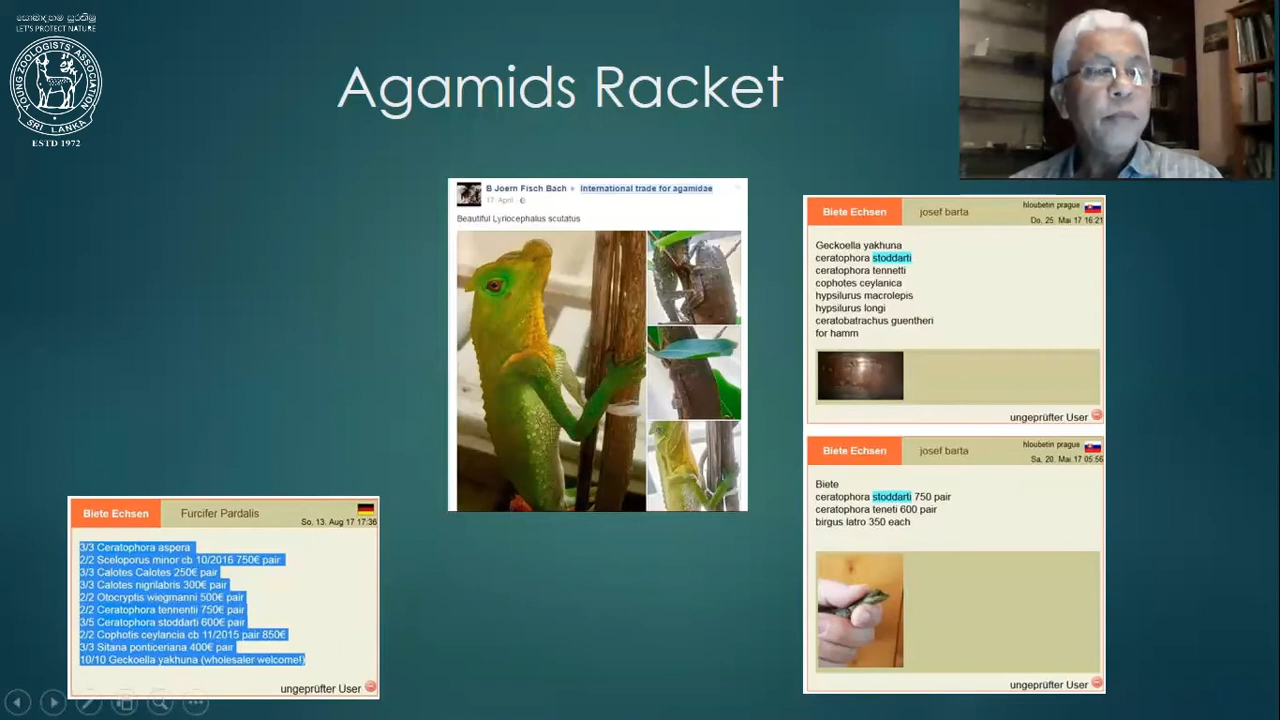 සොබාදහම සුරකිමු
LET'S PROTECT NATURE
YOUNG ZOOLOGISTS' ASSOCIATION
SRI LANKA
ESTD 1972
Agamids Racket
B Joern Fisch Bach ▸ International trade for agamidae
17 April
Beautiful Lyriocephalus scutatus
Biete Echsen
josef barta
hloubetin prague
Do, 25. Mai 17 16:21
Geckoella yakhuna
ceratophora stoddarti
ceratophora tennetti
cophotes ceylanica
hypsilurus macrolepis
hypsilurus longi
ceratobatrachus guentheri
for hamm
ungeprüfter User
Biete Echsen
josef barta
hloubetin prague
Sa, 20. Mai 17 05:56
Biete
ceratophora stoddarti 750 pair
ceratophora teneti 600 pair
birgus latro 350 each
ungeprüfter User
Biete Echsen
Furcifer Pardalis
So, 13. Aug 17 17:36
3/3 Ceratophora aspera
2/2 Sceloporus minor cb 10/2016 750€ pair
3/3 Calotes Calotes 250€ pair
3/3 Calotes nigrilabris 300€ pair
2/2 Otocryptis wiegmanni 500€ pair
2/2 Ceratophora tennentii 750€ pair
3/5 Ceratophora stoddarti 600€ pair
2/2 Cophotis ceylancia cb 11/2015 pair 850€
3/3 Sitana ponticeriana 400€ pair
10/10 Geckoella yakhuna (wholesaler welcome!)
ungeprüfter User